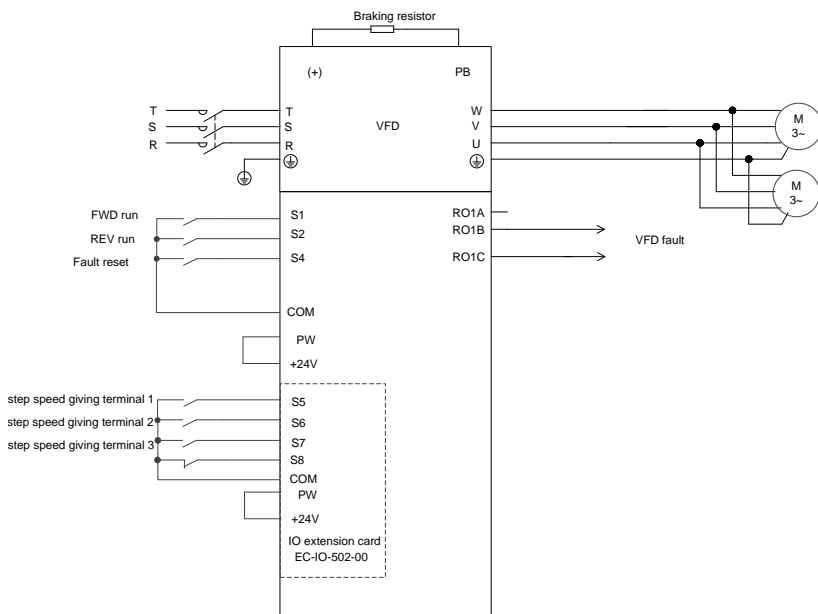 Braking resistor
(+)
PB
T
T
W
M
3~
S
S
VFD
V
R
R
U
M
3~
FWD run
S1
RO1A
REV run
S2
RO1B
VFD fault
Fault reset
S4
RO1C
COM
PW
+24V
step speed giving terminal 1
S5
step speed giving terminal 2
S6
step speed giving terminal 3
S7
S8
COM
PW
+24V
IO extension card
EC-IO-502-00